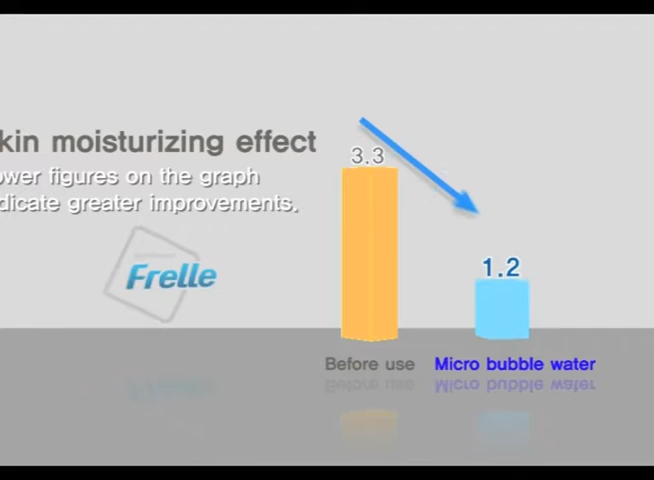 kin moisturizing effect
ower figures on the graph
dicate greater improvements.
Frelle
3.3
1.2
Before use
Micro bubble water